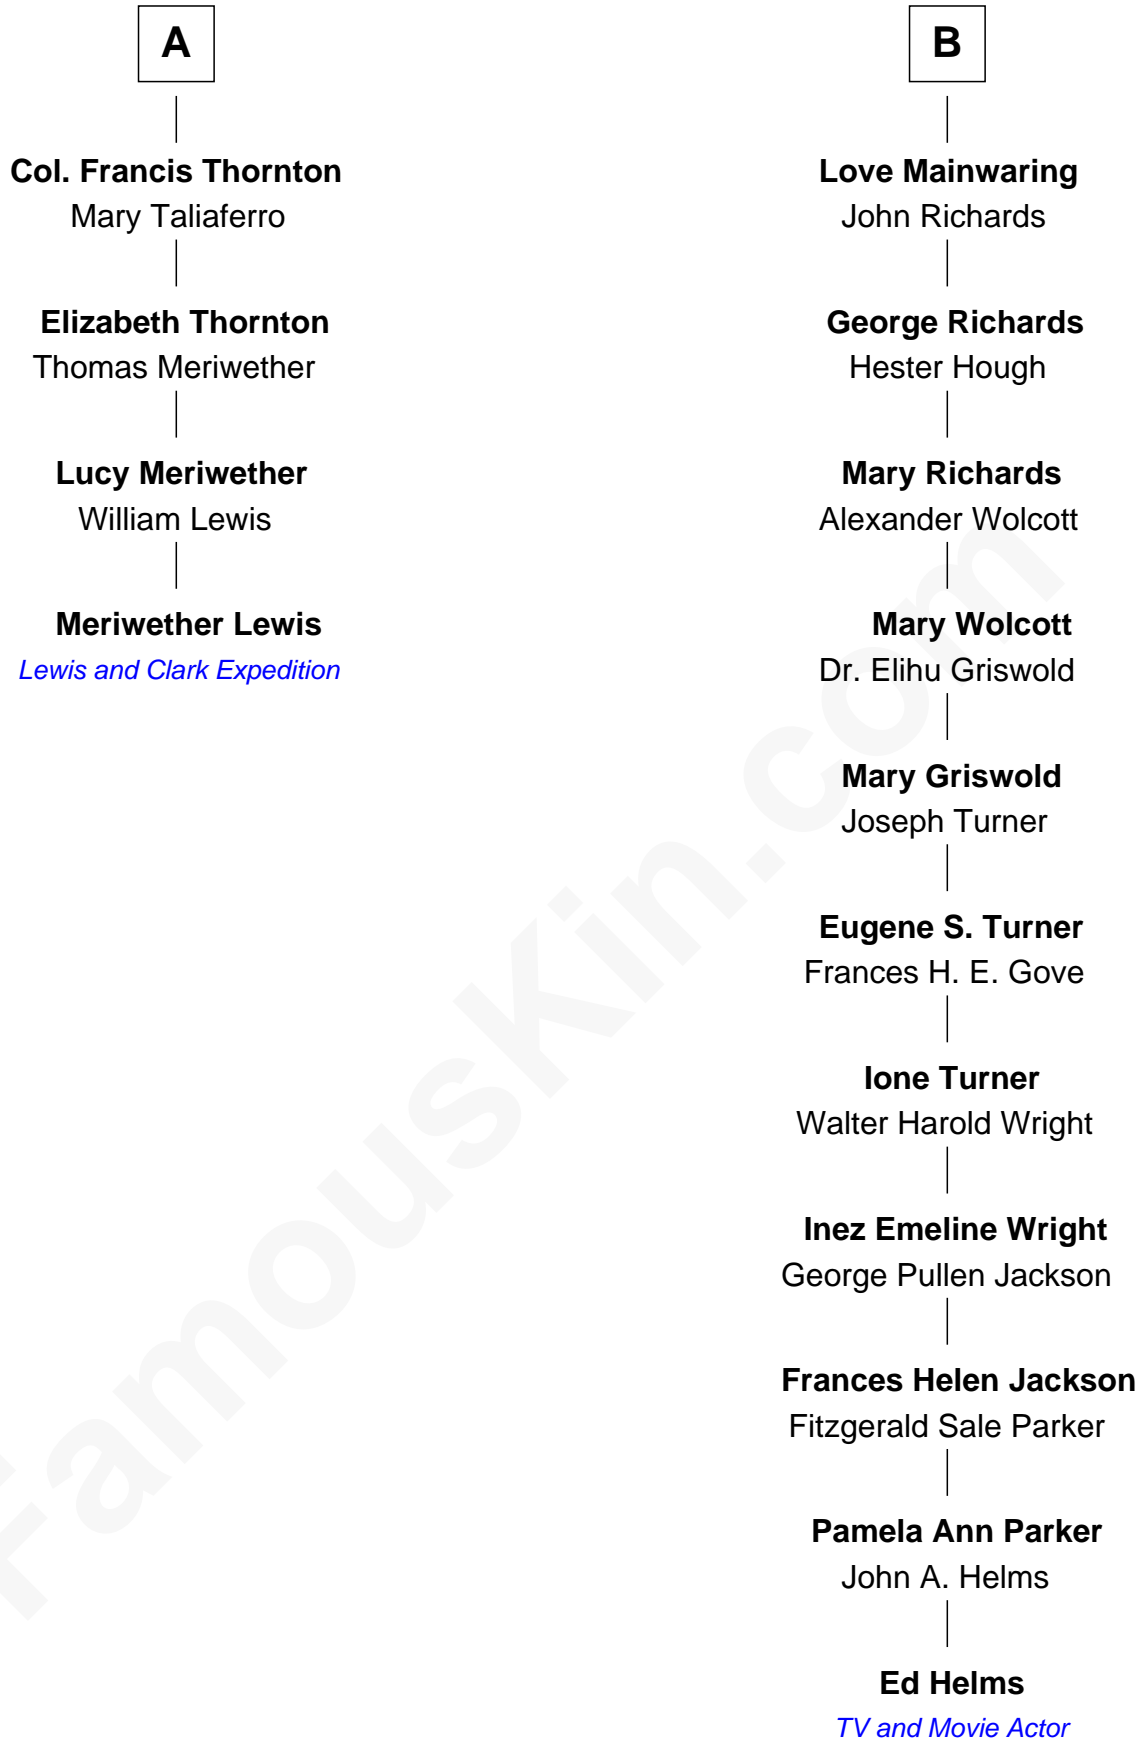 A
Col. Francis Thornton
Mary Taliaferro
Elizabeth Thornton
Thomas Meriwether
Lucy Meriwether
William Lewis
Meriwether Lewis
Lewis and Clark Expedition
B
Love Mainwaring
John Richards
George Richards
Hester Hough
Mary Richards
Alexander Wolcott
Mary Wolcott
Dr. Elihu Griswold
Mary Griswold
Joseph Turner
Eugene S. Turner
Frances H. E. Gove
Ione Turner
Walter Harold Wright
Inez Emeline Wright
George Pullen Jackson
Frances Helen Jackson
Fitzgerald Sale Parker
Pamela Ann Parker
John A. Helms
Ed Helms
TV and Movie Actor
FamousKin.com